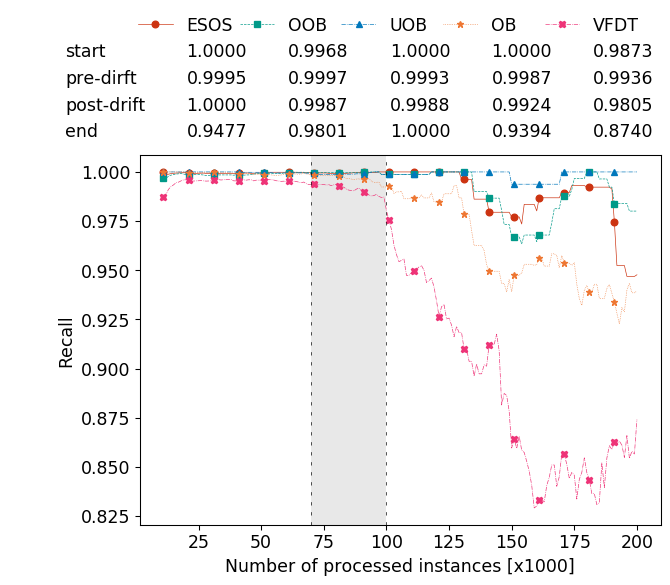 ESOS OOB UOB OB VFDT
start 1.0000 0.9968 1.0000 1.0000 0.9873
pre-dirft 0.9995 0.9997 0.9993 0.9987 0.9936
post-drift 1.0000 0.9987 0.9988 0.9924 0.9805
end 0.9477 0.9801 1.0000 0.9394 0.8740
1.000
0.975
0.950
0.925
0.900
0.875
0.850
0.825
Recall
25 50 75 100 125 150 175 200
Number of processed instances [x1000]